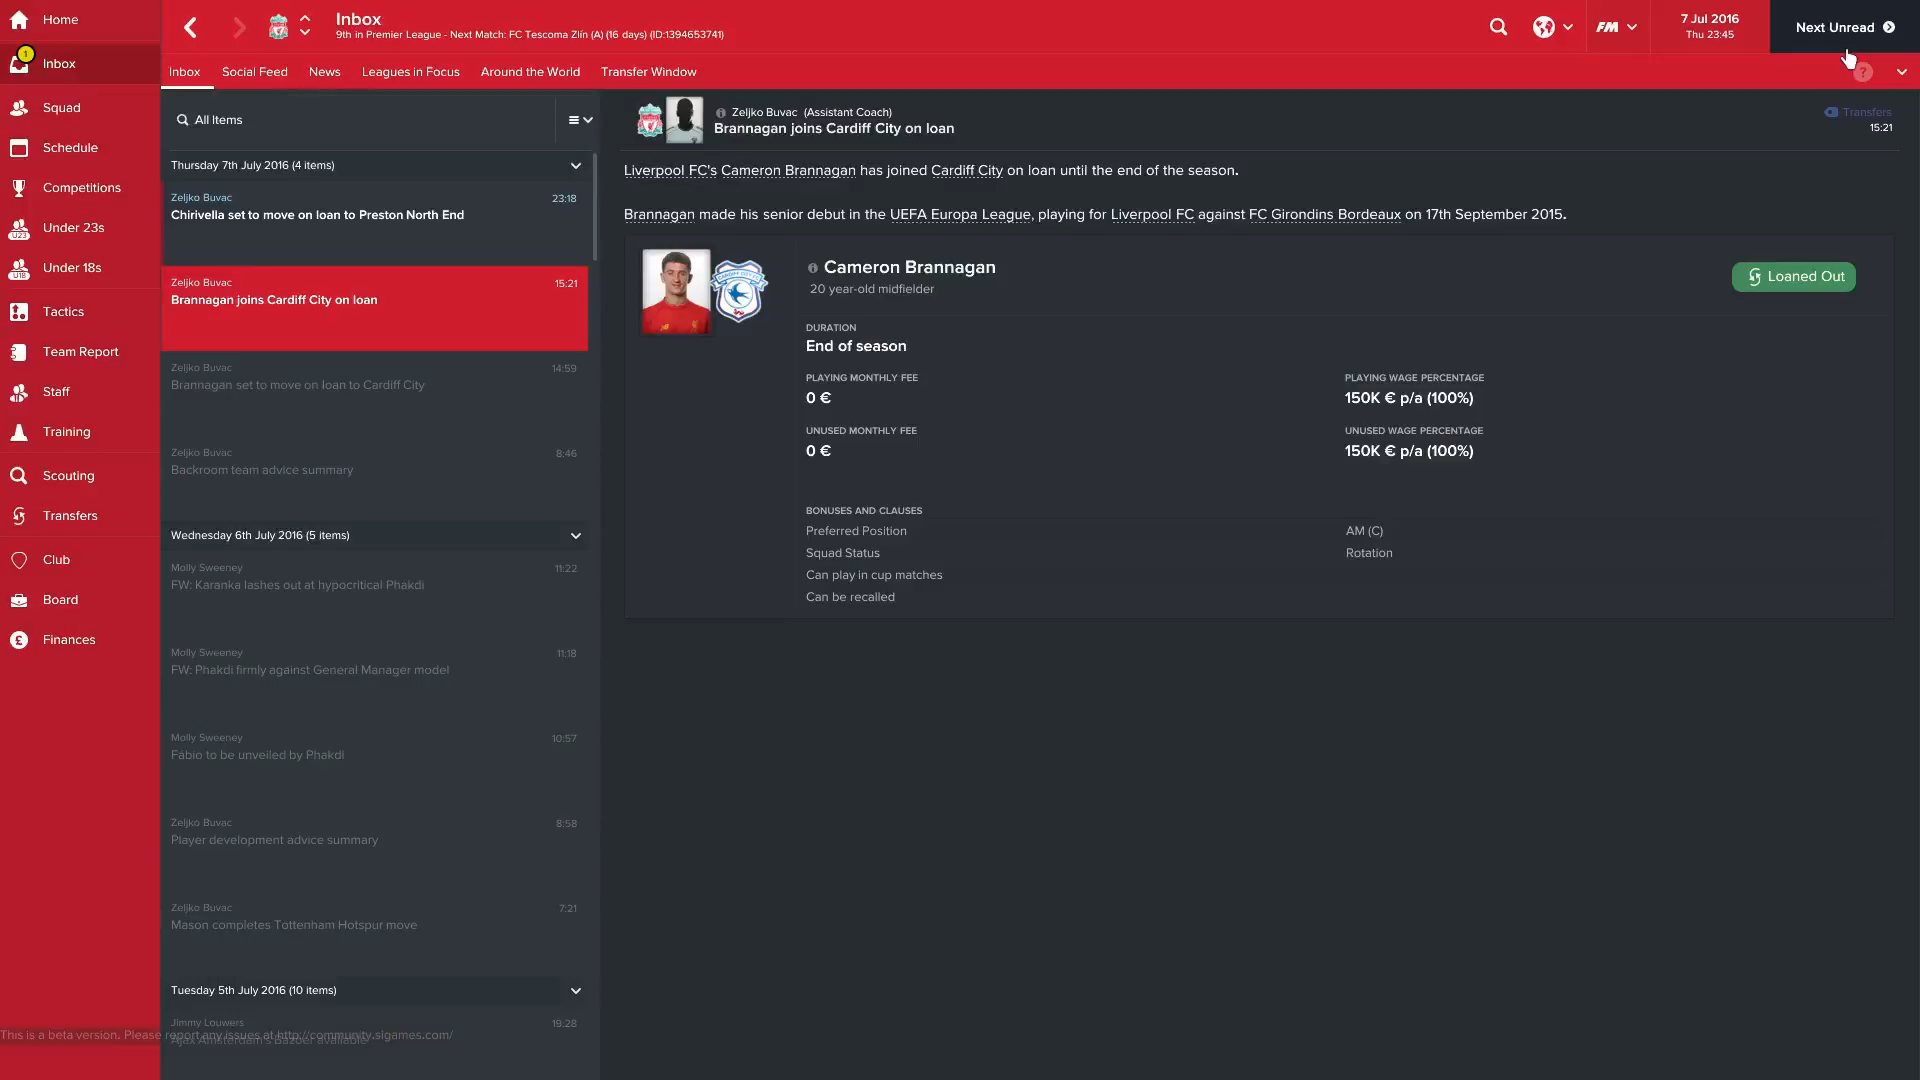 Home
1
Inbox
Squad
Schedule
Competitions
Under 23s
Under 18s
Tactics
Team Report
Staff
Training
Scouting
Transfers
Club
Board
Finances
Inbox
9th in Premier League - Next Match: FC Tescoma Zlín (A) (16 days) (ID:1394653741)
FM
7 Jul 2016
Thu 23:45
Next Unread
Inbox Social Feed News Leagues in Focus Around the World Transfer Window
?
All Items
Thursday 7th July 2016 (4 items)
Zeljko Buvac 23:18
Chirivella set to move on loan to Preston North End
Zeljko Buvac 15:21
Brannagan joins Cardiff City on loan
Zeljko Buvac 14:59
Brannagan set to move on loan to Cardiff City
Zeljko Buvac 8:46
Backroom team advice summary
Wednesday 6th July 2016 (5 items)
Molly Sweeney 11:22
FW: Karanka lashes out at hypocritical Phakdi
Molly Sweeney 11:18
FW: Phakdi firmly against General Manager model
Molly Sweeney 10:57
Fábio to be unveiled by Phakdi
Zeljko Buvac 8:58
Player development advice summary
Zeljko Buvac 7:21
Mason completes Tottenham Hotspur move
Tuesday 5th July 2016 (10 items)
Jimmy Louwers 19:28
Ajax Amsterdam's Bazoer available
This is a beta version. Please report any issues at http://community.sigames.com/
Zeljko Buvac (Assistant Coach)
Brannagan joins Cardiff City on loan
Transfers
15:21
Liverpool FC's Cameron Brannagan has joined Cardiff City on loan until the end of the season.
Brannagan made his senior debut in the UEFA Europa League, playing for Liverpool FC against FC Girondins Bordeaux on 17th September 2015.
Cameron Brannagan
20 year-old midfielder
Loaned Out
DURATION
End of season
PLAYING MONTHLY FEE PLAYING WAGE PERCENTAGE
0 € 150K € p/a (100%)
UNUSED MONTHLY FEE UNUSED WAGE PERCENTAGE
0 € 150K € p/a (100%)
BONUSES AND CLAUSES
Preferred Position AM (C)
Squad Status Rotation
Can play in cup matches
Can be recalled